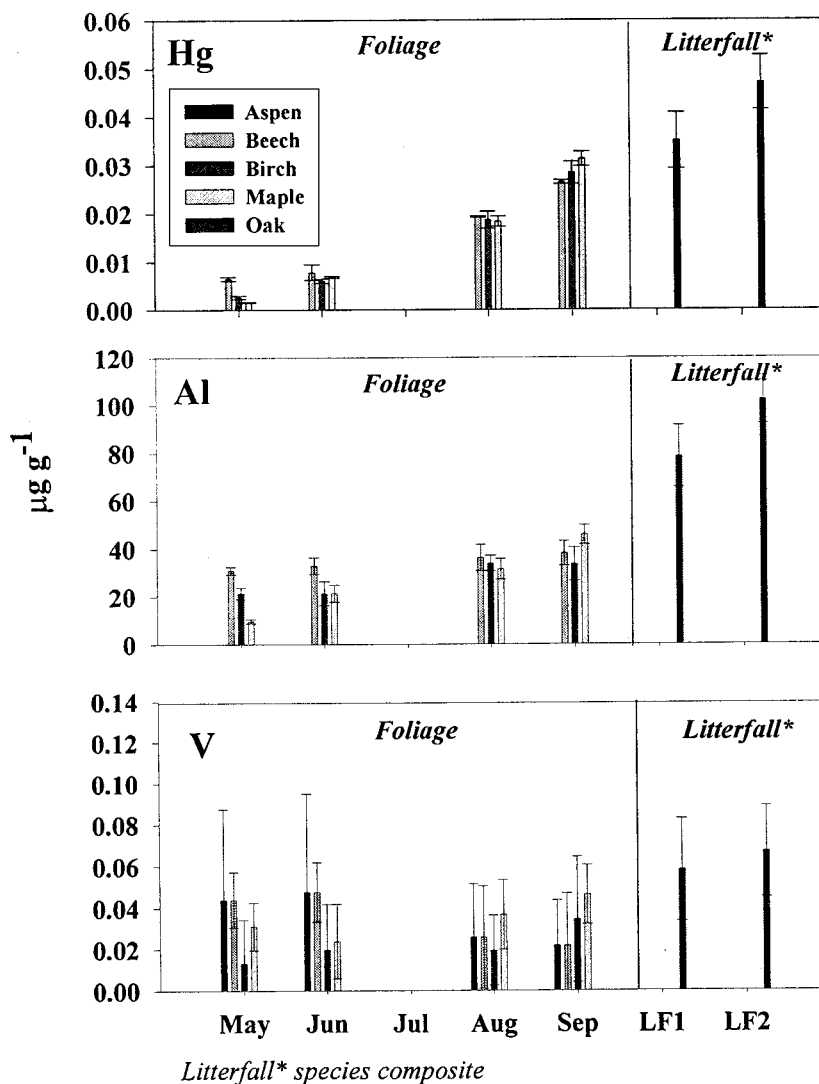 0.06
0.05
0.04
0.03
0.02
0.01
0.00
Hg
Foliage
Litterfall*
Aspen
Beech
Birch
Maple
Oak
120
100
80
60
40
20
0
Al
Foliage
Litterfall*
µg g-1
0.14
0.12
0.10
0.08
0.06
0.04
0.02
0.00
V
Foliage
Litterfall*
May Jun Jul Aug Sep LF1 LF2
Litterfall* species composite